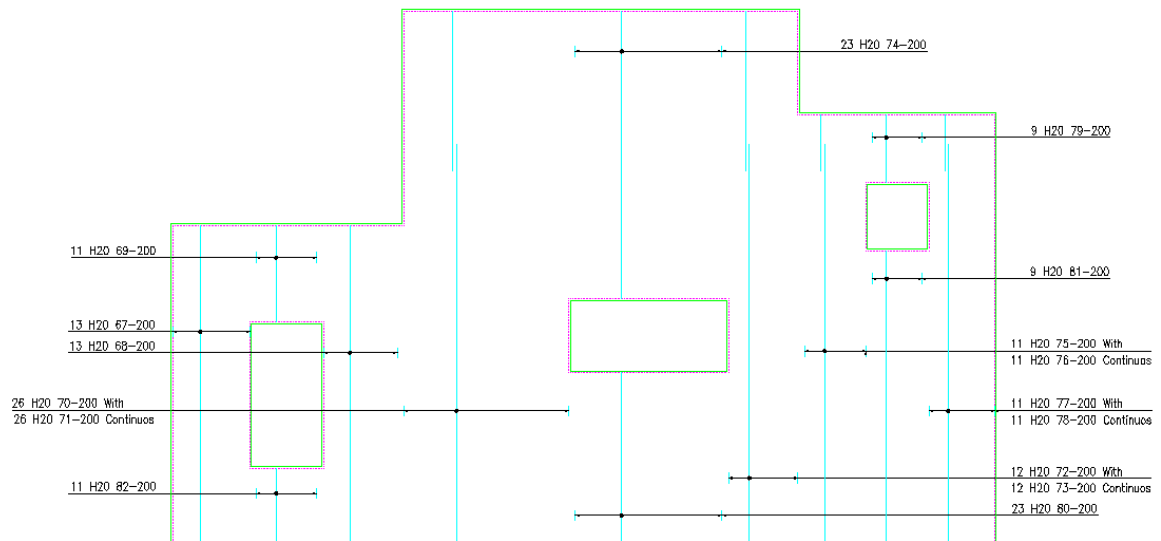 23 H20 74-200
9 H20 79-200
11 H20 69-200
9 H20 81-200
13 H20 67-200
13 H20 68-200
11 H20 75-200 With
11 H20 76-200 Continuos
26 H20 70-200 With
26 H20 71-200 Continuos
11 H20 77-200 With
11 H20 78-200 Continuos
12 H20 72-200 With
12 H20 73-200 Continuos
11 H20 82-200
23 H20 80-200